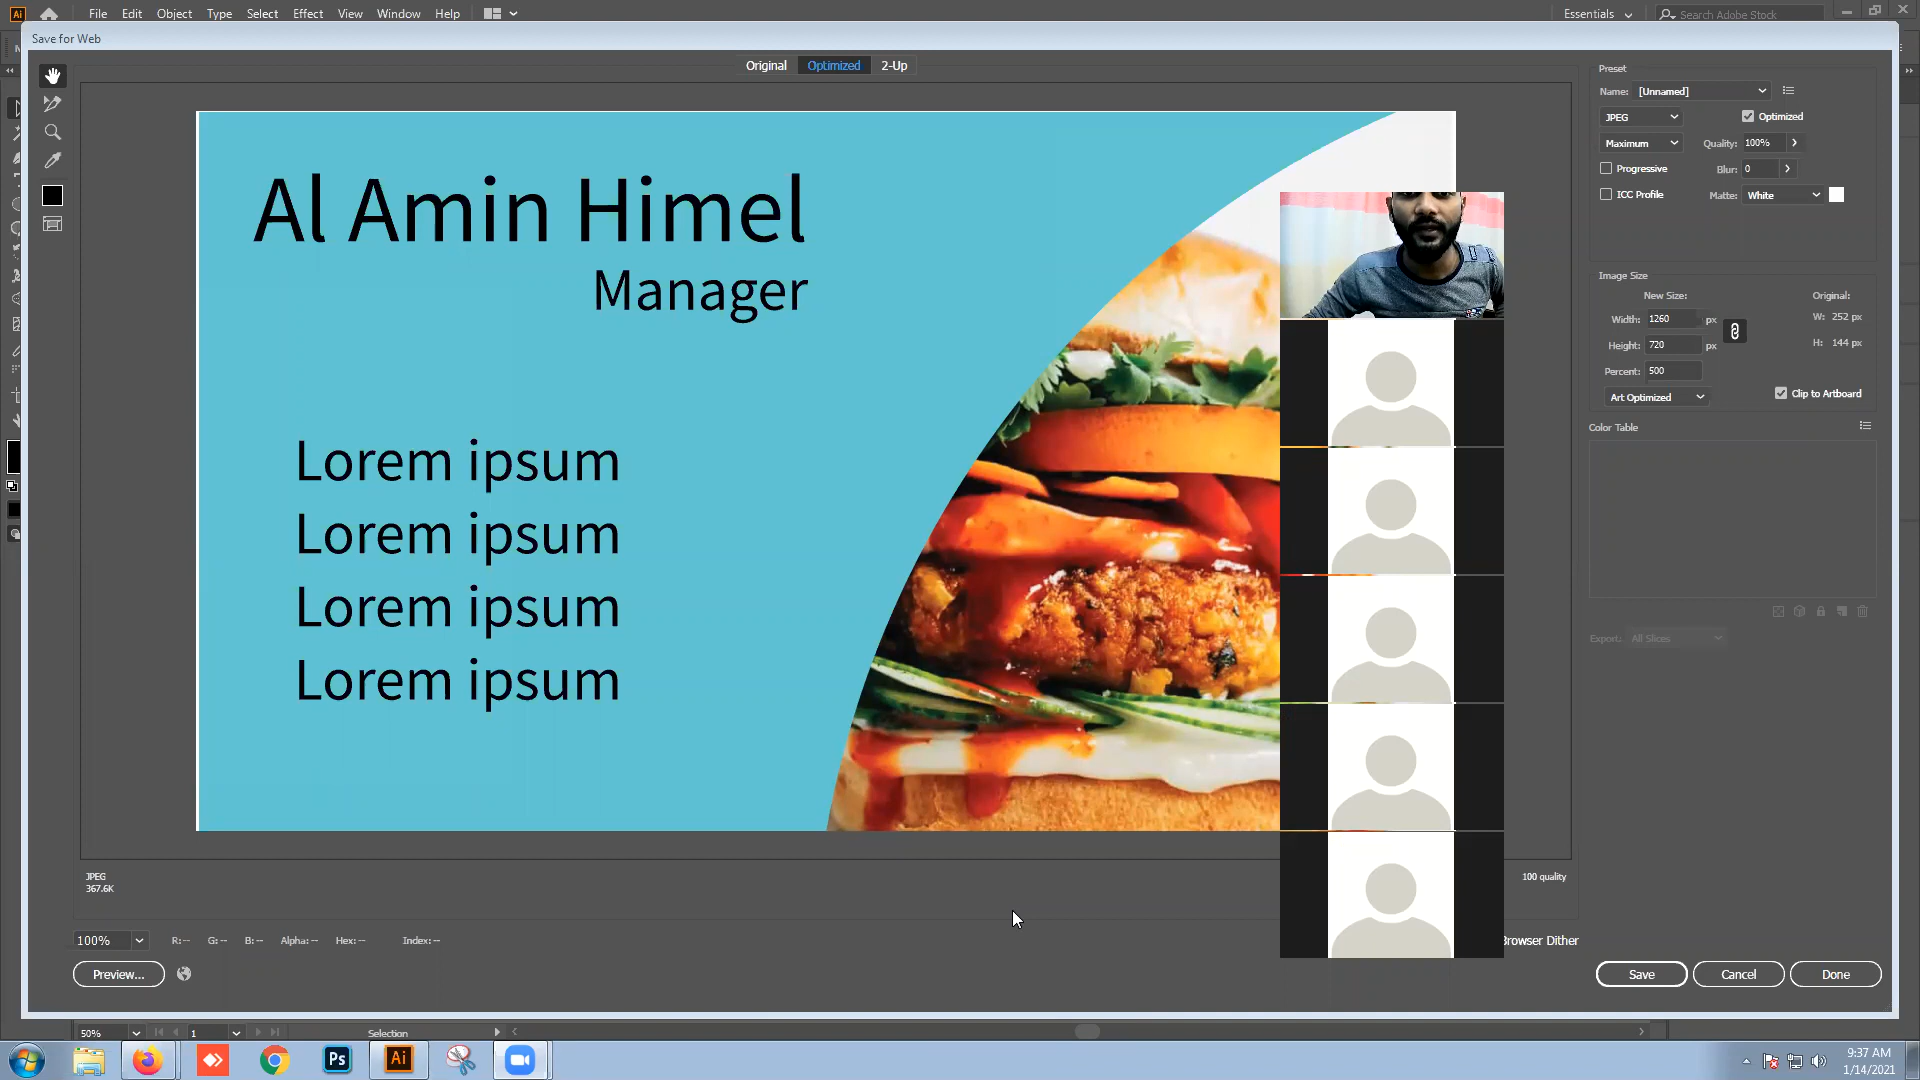 Ai File Edit Object Type Select Effect View Window Help Essentials Search Adobe Stock
Save for Web
Original Optimized 2-Up
Preset
Name: [Unnamed]
JPEG Optimized
Maximum Quality: 100%
Progressive Blur: 0
ICC Profile Matte: White
Al Amin Himel
Manager
Image Size
New Size: Original:
Width: 1260 px W: 252 px
Height: 720 px H: 144 px
Percent: 500
Art Optimized Clip to Artboard
Color Table
Lorem ipsum
Lorem ipsum
Lorem ipsum
Lorem ipsum
Export: All Slices
JPEG 100 quality
367.6K
100% R: -- G: -- B: -- Alpha: -- Hex: -- Index: -- Browser Dither
Preview... Save Cancel Done
50% 1 Selection
Ps Ai
9:37 AM
1/14/2021